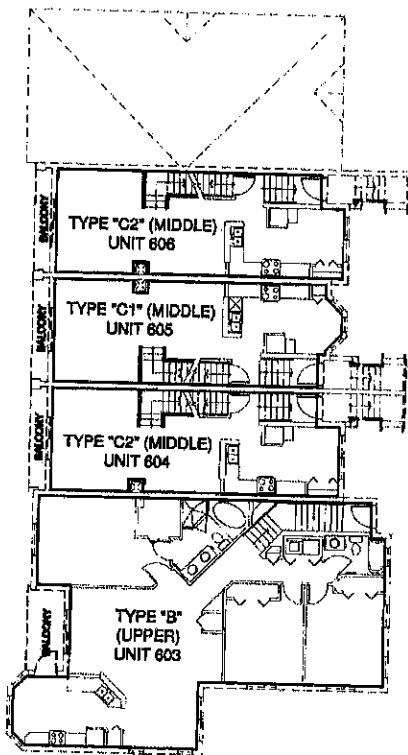 BALCONY
TYPE "C2" (MIDDLE)
UNIT 606
BALCONY
TYPE "C1" (MIDDLE)
UNIT 605
BALCONY
TYPE "C2" (MIDDLE)
UNIT 604
BALCONY
TYPE "B"
(UPPER)
UNIT 603